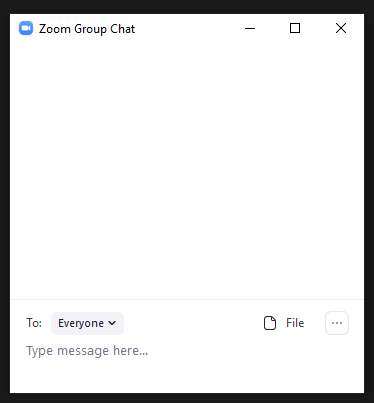 Zoom Group Chat
To: Everyone File
Type message here...